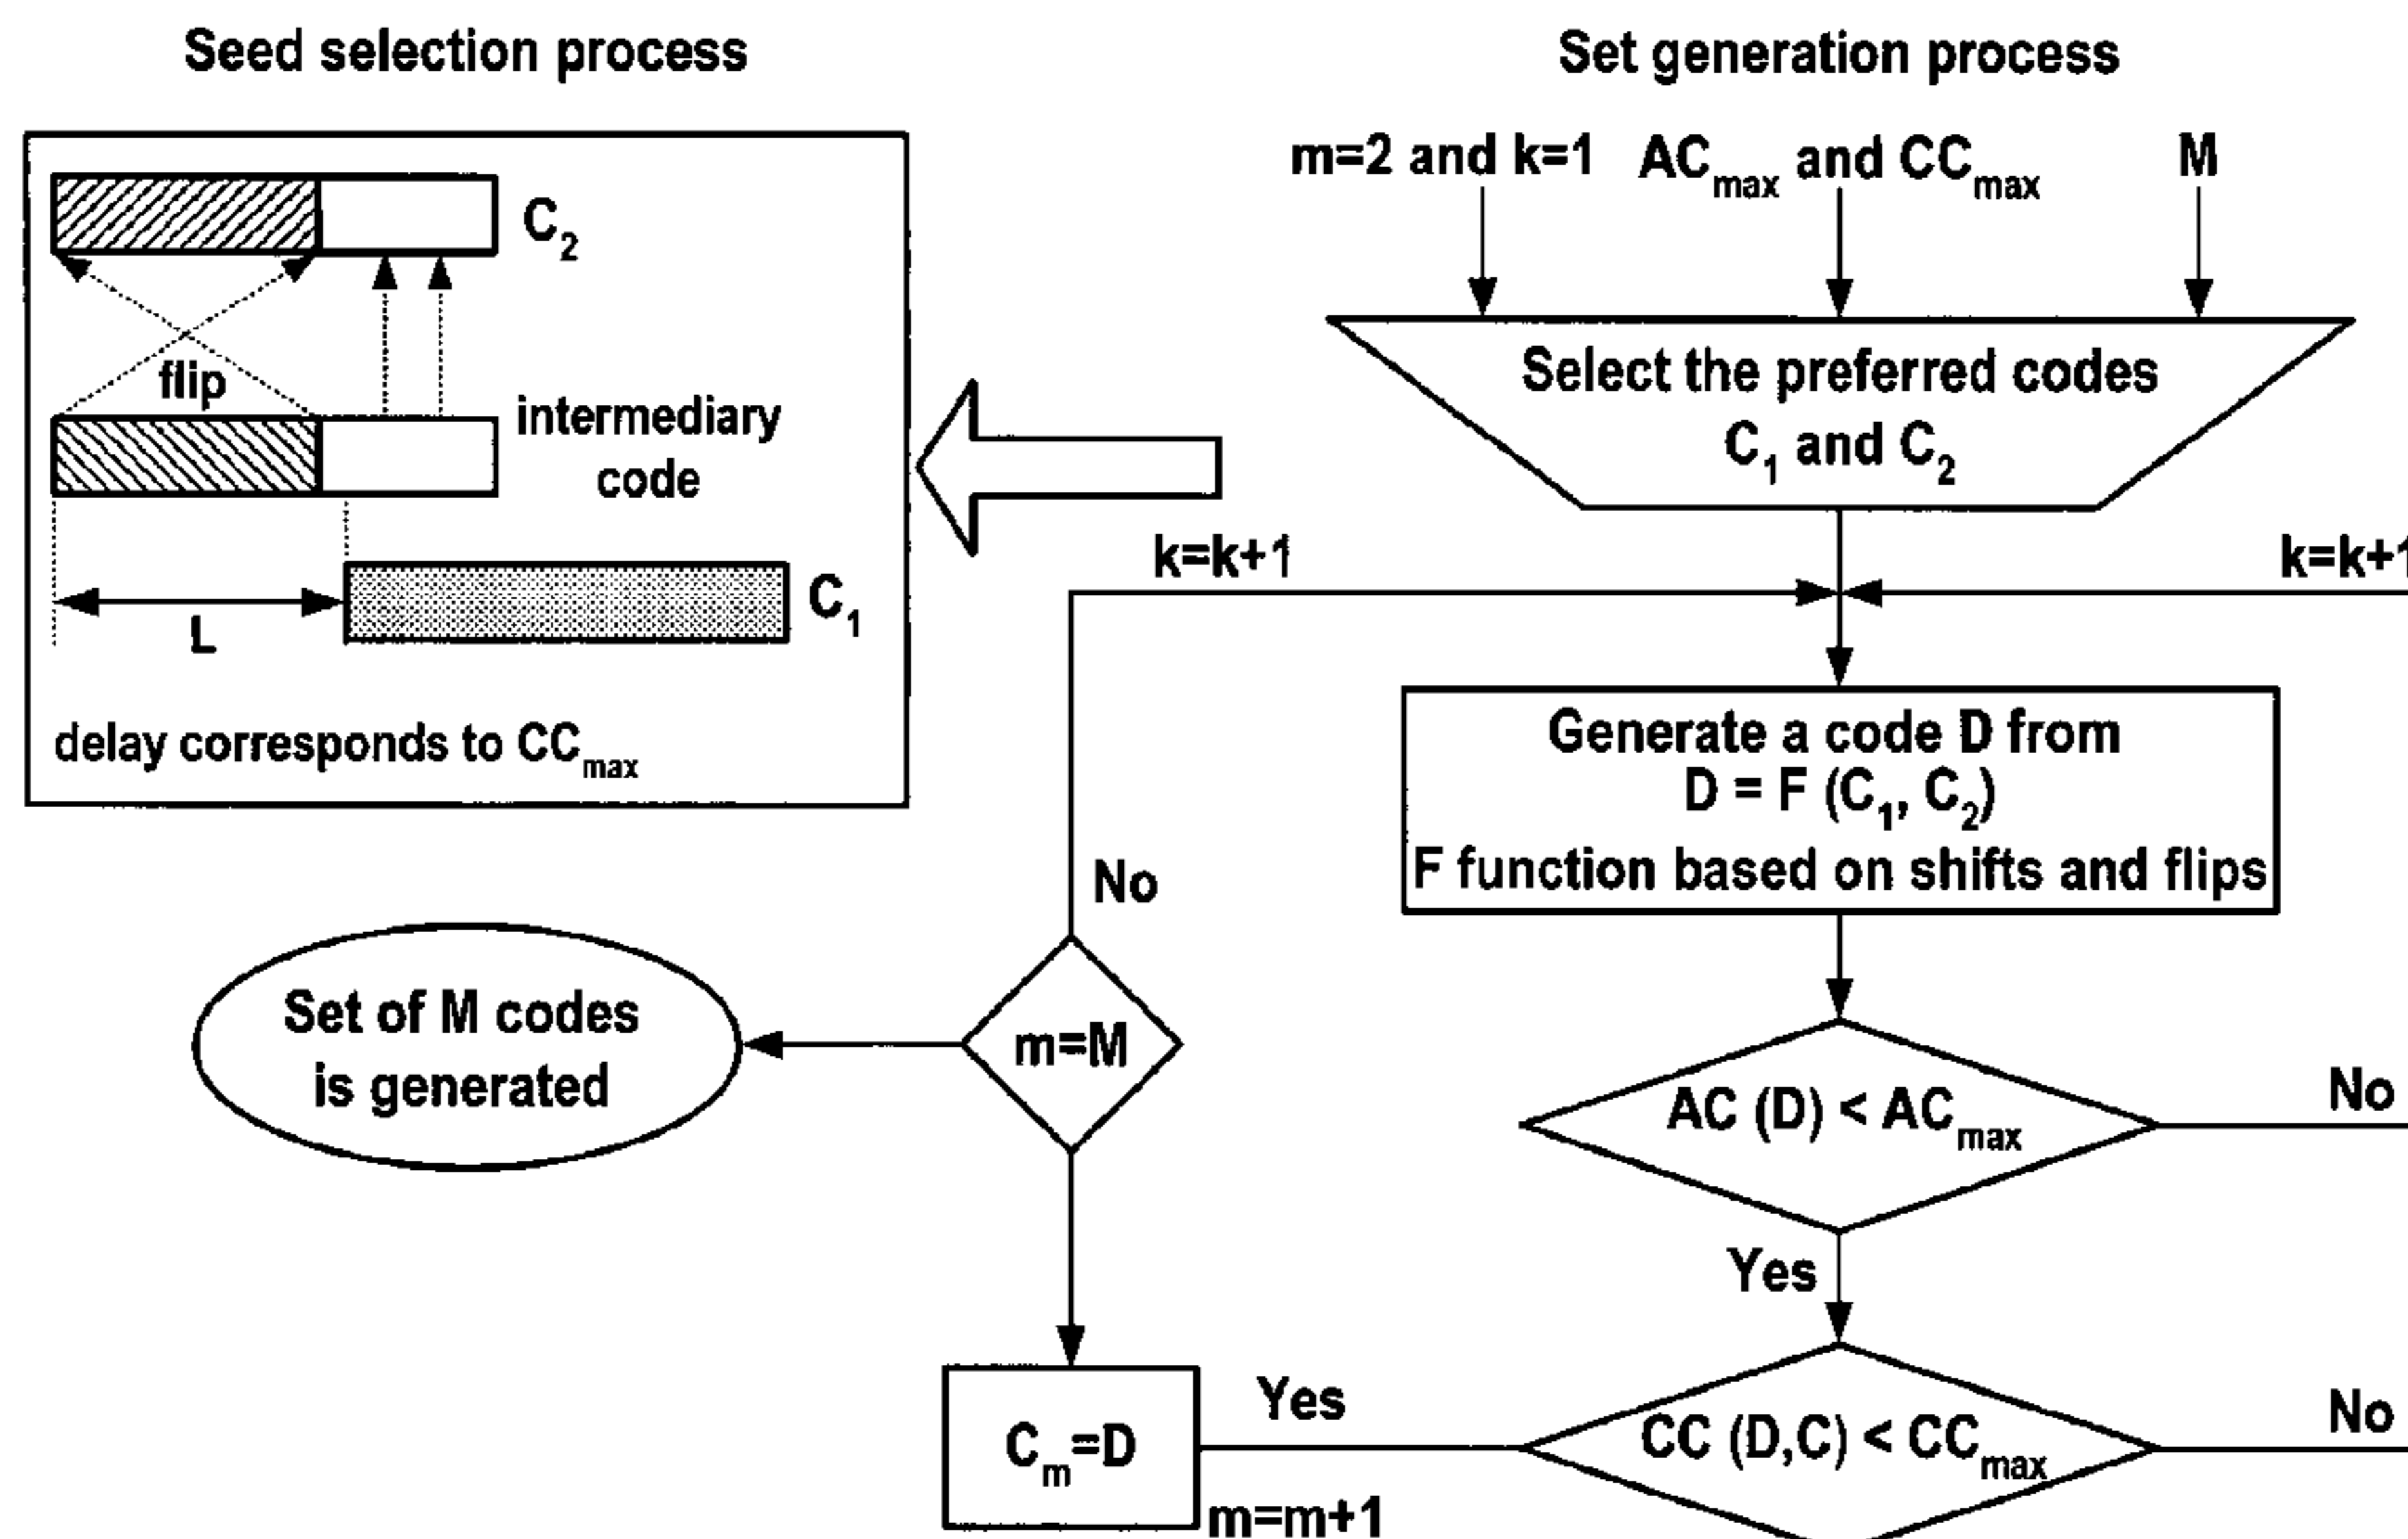 Seed selection process
C2
flip
intermediary
code
C1
L
delay corresponds to CCmax
Set generation process
m=2 and k=1
ACmax and CCmax
M
Select the preferred codes
C1 and C2
k=k+1
k=k+1
Generate a code D from
D = F (C1, C2)
F function based on shifts and flips
No
m=M
Set of M codes
is generated
AC (D) < ACmax
No
Yes
CC (D,C) < CCmax
No
Yes
Cm=D
m=m+1